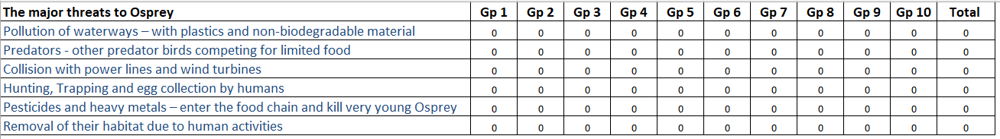 The major threats to Osprey Gp 1 Gp 2 Gp 3 Gp 4 Gp 5 Gp 6 Gp 7 Gp 8 Gp 9 Gp 10 Total
Pollution of waterways – with plastics and non-biodegradable material 0 0 0 0 0 0 0 0 0 0 0
Predators - other predator birds competing for limited food 0 0 0 0 0 0 0 0 0 0 0
Collision with power lines and wind turbines 0 0 0 0 0 0 0 0 0 0 0
Hunting, Trapping and egg collection by humans 0 0 0 0 0 0 0 0 0 0 0
Pesticides and heavy metals – enter the food chain and kill very young Osprey 0 0 0 0 0 0 0 0 0 0 0
Removal of their habitat due to human activities 0 0 0 0 0 0 0 0 0 0 0